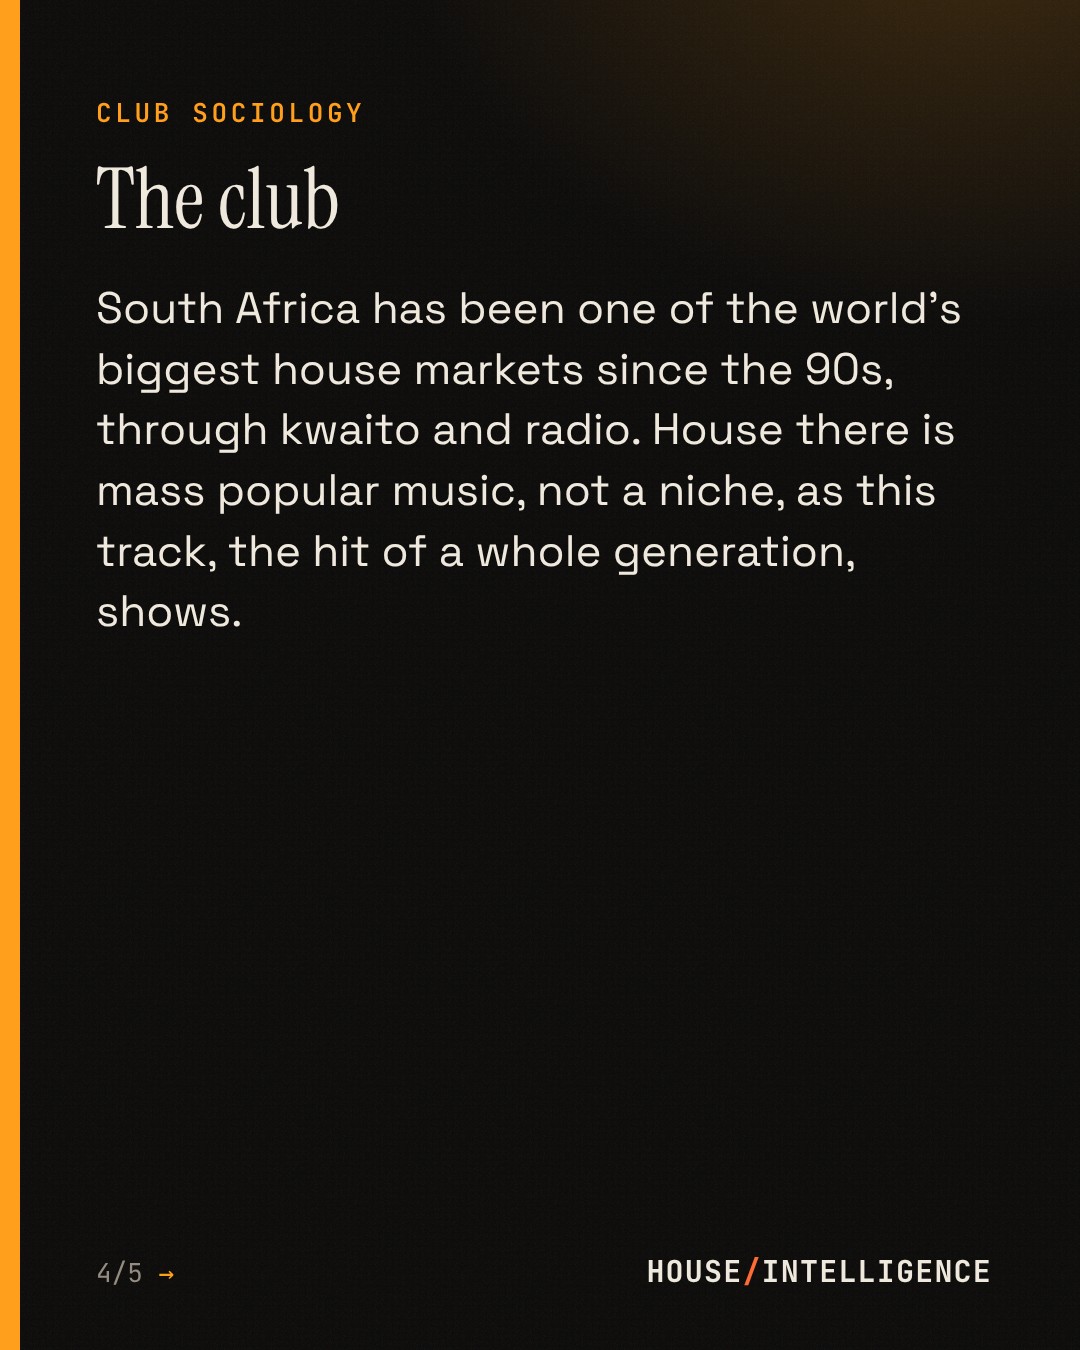 CLUB SOCIOLOGY
The club
South Africa has been one of the world’s
biggest house markets since the 90s,
through kwaito and radio. House there is
mass popular music, not a niche, as this
track, the hit of a whole generation,
shows.
4/5 →
HOUSE/INTELLIGENCE